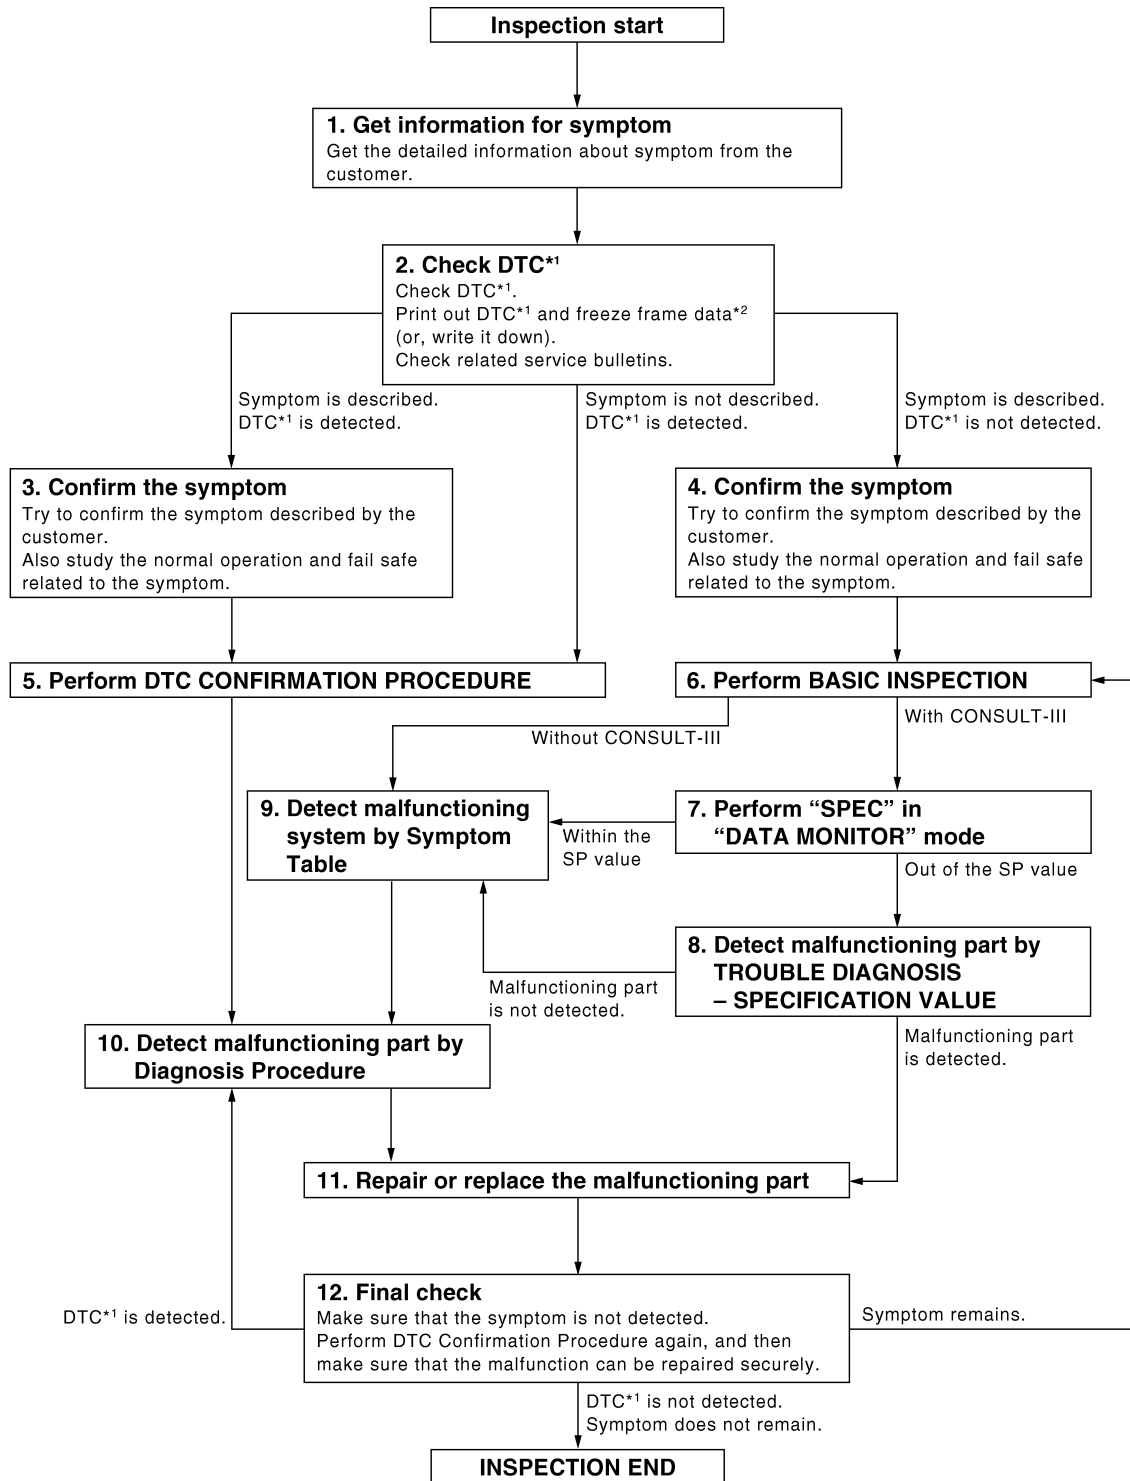 Inspection start
1. Get information for symptom
Get the detailed information about symptom from the
customer.
2. Check DTC*1
Check DTC*1.
Print out DTC*1 and freeze frame data*2
(or, write it down).
Check related service bulletins.
Symptom is described.
DTC*1 is detected.
Symptom is not described.
DTC*1 is detected.
Symptom is described.
DTC*1 is not detected.
3. Confirm the symptom
Try to confirm the symptom described by the
customer.
Also study the normal operation and fail safe
related to the symptom.
4. Confirm the symptom
Try to confirm the symptom described by the
customer.
Also study the normal operation and fail safe
related to the symptom.
5. Perform DTC CONFIRMATION PROCEDURE
6. Perform BASIC INSPECTION
Without CONSULT-III
With CONSULT-III
9. Detect malfunctioning
system by Symptom
Table
Within the
SP value
7. Perform “SPEC” in
“DATA MONITOR” mode
Out of the SP value
8. Detect malfunctioning part by
TROUBLE DIAGNOSIS
– SPECIFICATION VALUE
Malfunctioning part
is not detected.
Malfunctioning part
is detected.
10. Detect malfunctioning part by
Diagnosis Procedure
11. Repair or replace the malfunctioning part
12. Final check
Make sure that the symptom is not detected.
Perform DTC Confirmation Procedure again, and then
make sure that the malfunction can be repaired securely.
DTC*1 is detected.
Symptom remains.
DTC*1 is not detected.
Symptom does not remain.
INSPECTION END